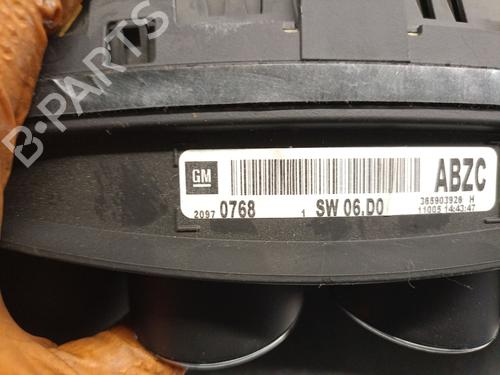 B-PARTS
GM
ABZC
2097 0768 1 SW 06.D0 365903928 H
11005 14:43:47